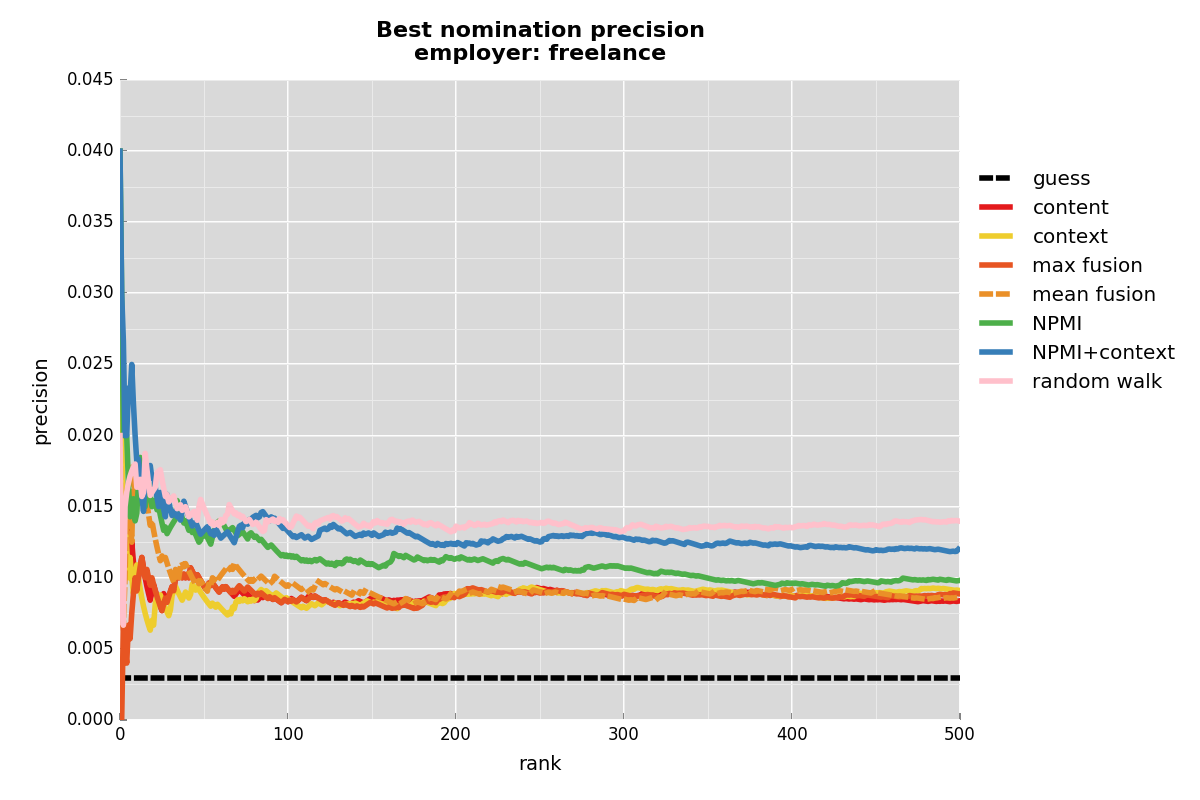 Best nomination precision
employer: freelance
0.045
0.040
0.035
0.030
0.025
0.020
0.015
0.010
0.005
0.000
precision
0 100 200 300 400 500
rank
guess
content
context
max fusion
mean fusion
NPMI
NPMI+context
random walk